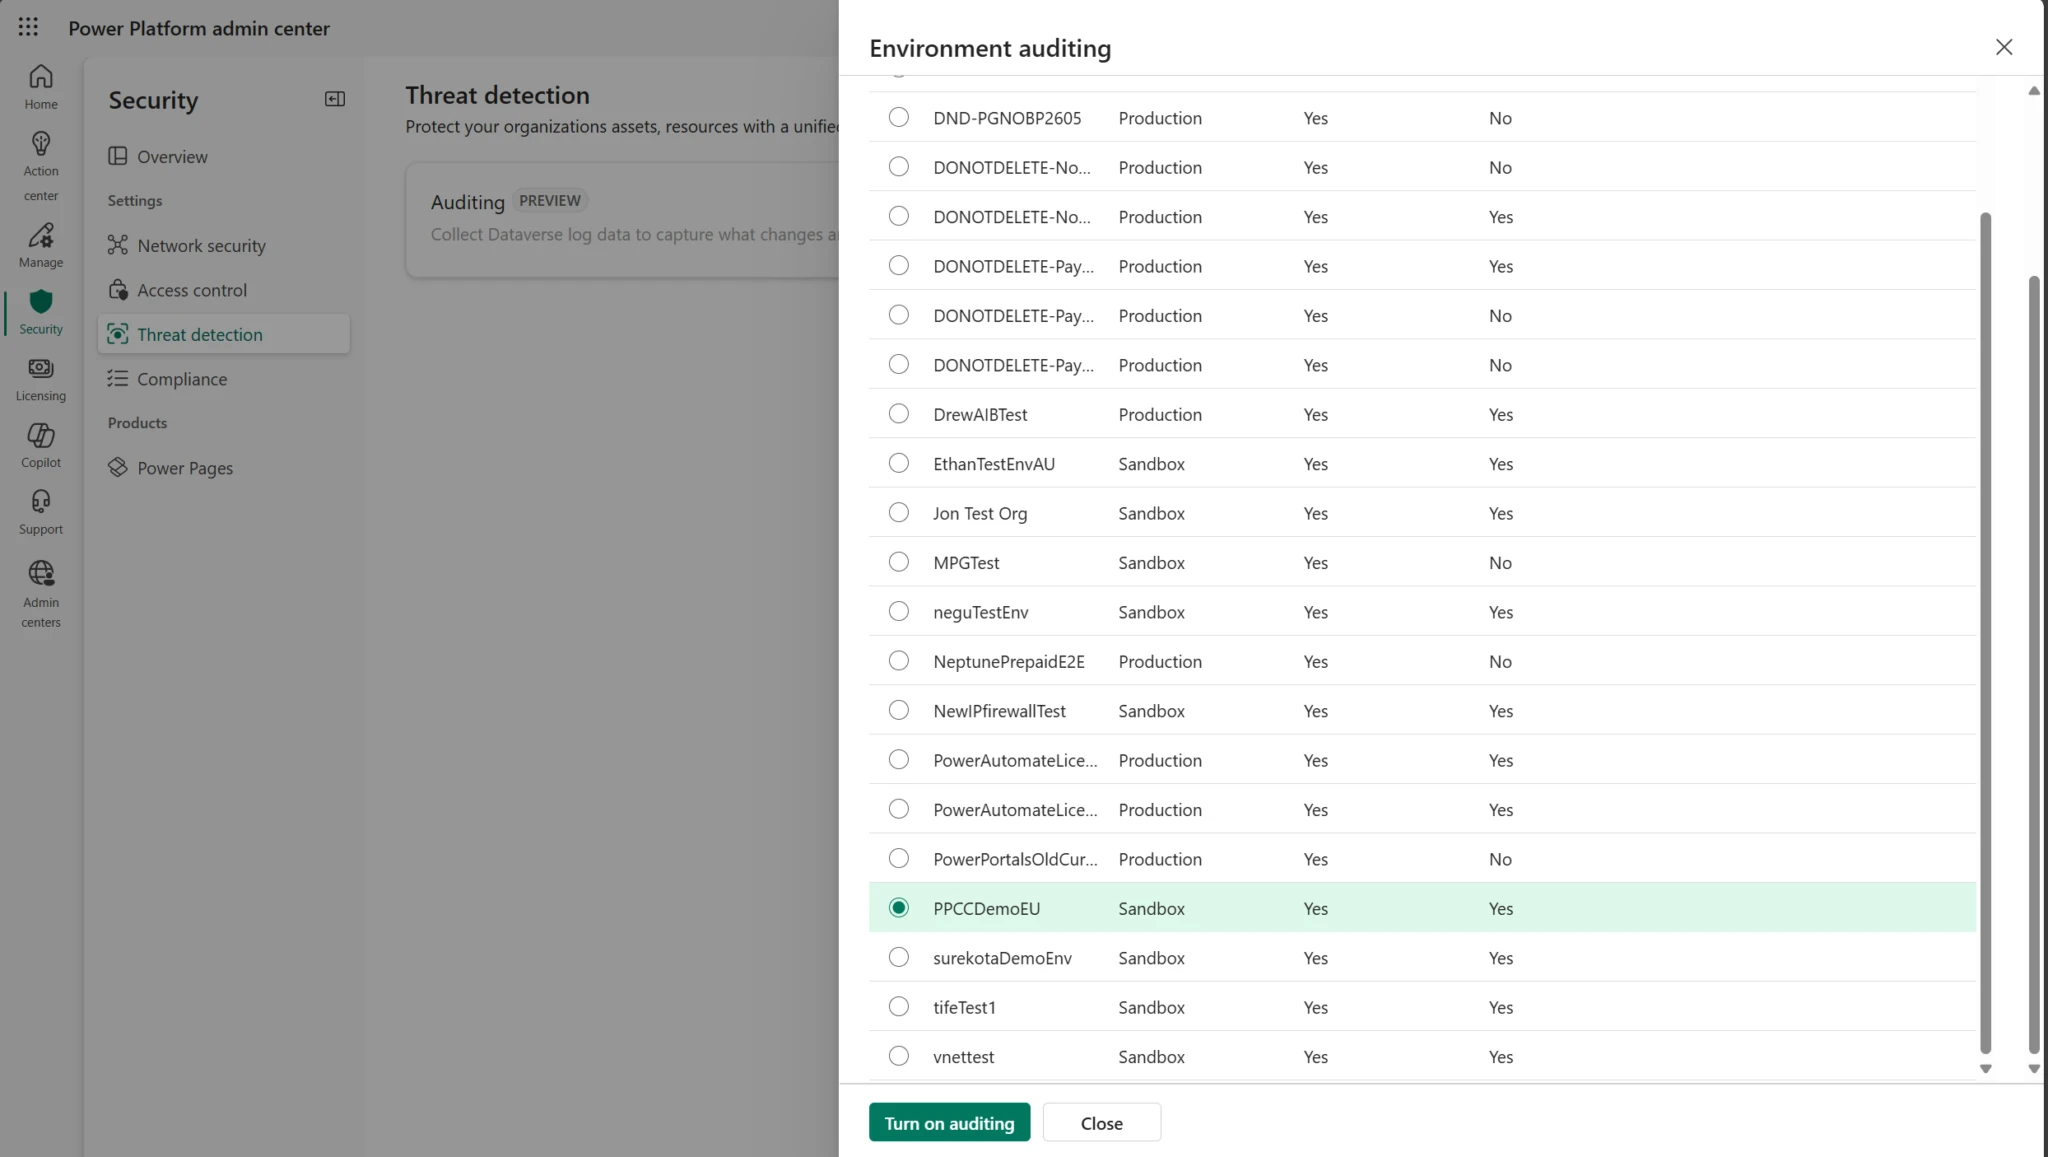 Power Platform admin center
Home
Action
center
Manage
Security
Licensing
Copilot
Support
Admin
centers
Security
Overview
Settings
Network security
Access control
Threat detection
Compliance
Products
Power Pages
Threat detection
Protect your organizations assets, resources with a unifie
Auditing PREVIEW
Collect Dataverse log data to capture what changes a
Environment auditing
DND-PGNOBP2605 Production Yes No
DONOTDELETE-No... Production Yes No
DONOTDELETE-No... Production Yes Yes
DONOTDELETE-Pay... Production Yes Yes
DONOTDELETE-Pay... Production Yes No
DONOTDELETE-Pay... Production Yes No
DrewAIBTest Production Yes Yes
EthanTestEnvAU Sandbox Yes Yes
Jon Test Org Sandbox Yes Yes
MPGTest Sandbox Yes No
neguTestEnv Sandbox Yes Yes
NeptunePrepaidE2E Production Yes No
NewIPfirewallTest Sandbox Yes Yes
PowerAutomateLice... Production Yes Yes
PowerAutomateLice... Production Yes Yes
PowerPortalsOldCur... Production Yes No
PPCCDemoEU Sandbox Yes Yes
surekotaDemoEnv Sandbox Yes Yes
tifeTest1 Sandbox Yes Yes
vnettest Sandbox Yes Yes
Turn on auditing Close